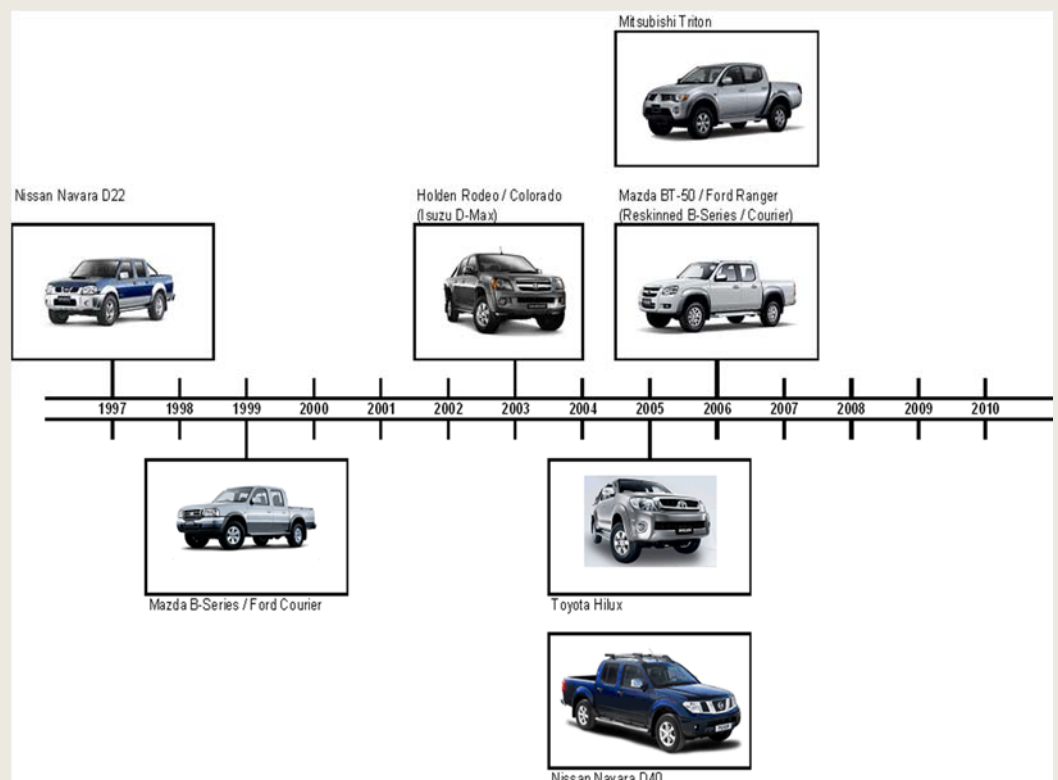 Mitsubishi Triton
Nissan Navara D22
Holden Rodeo / Colorado
(Isuzu D-Max)
Mazda BT-50 / Ford Ranger
(Reskinned B-Series / Courier)
1997 1998 1999 2000 2001 2002 2003 2004 2005 2006 2007 2008 2009 2010
Mazda B-Series / Ford Courier
Toyota Hilux
Nissan Navara D40